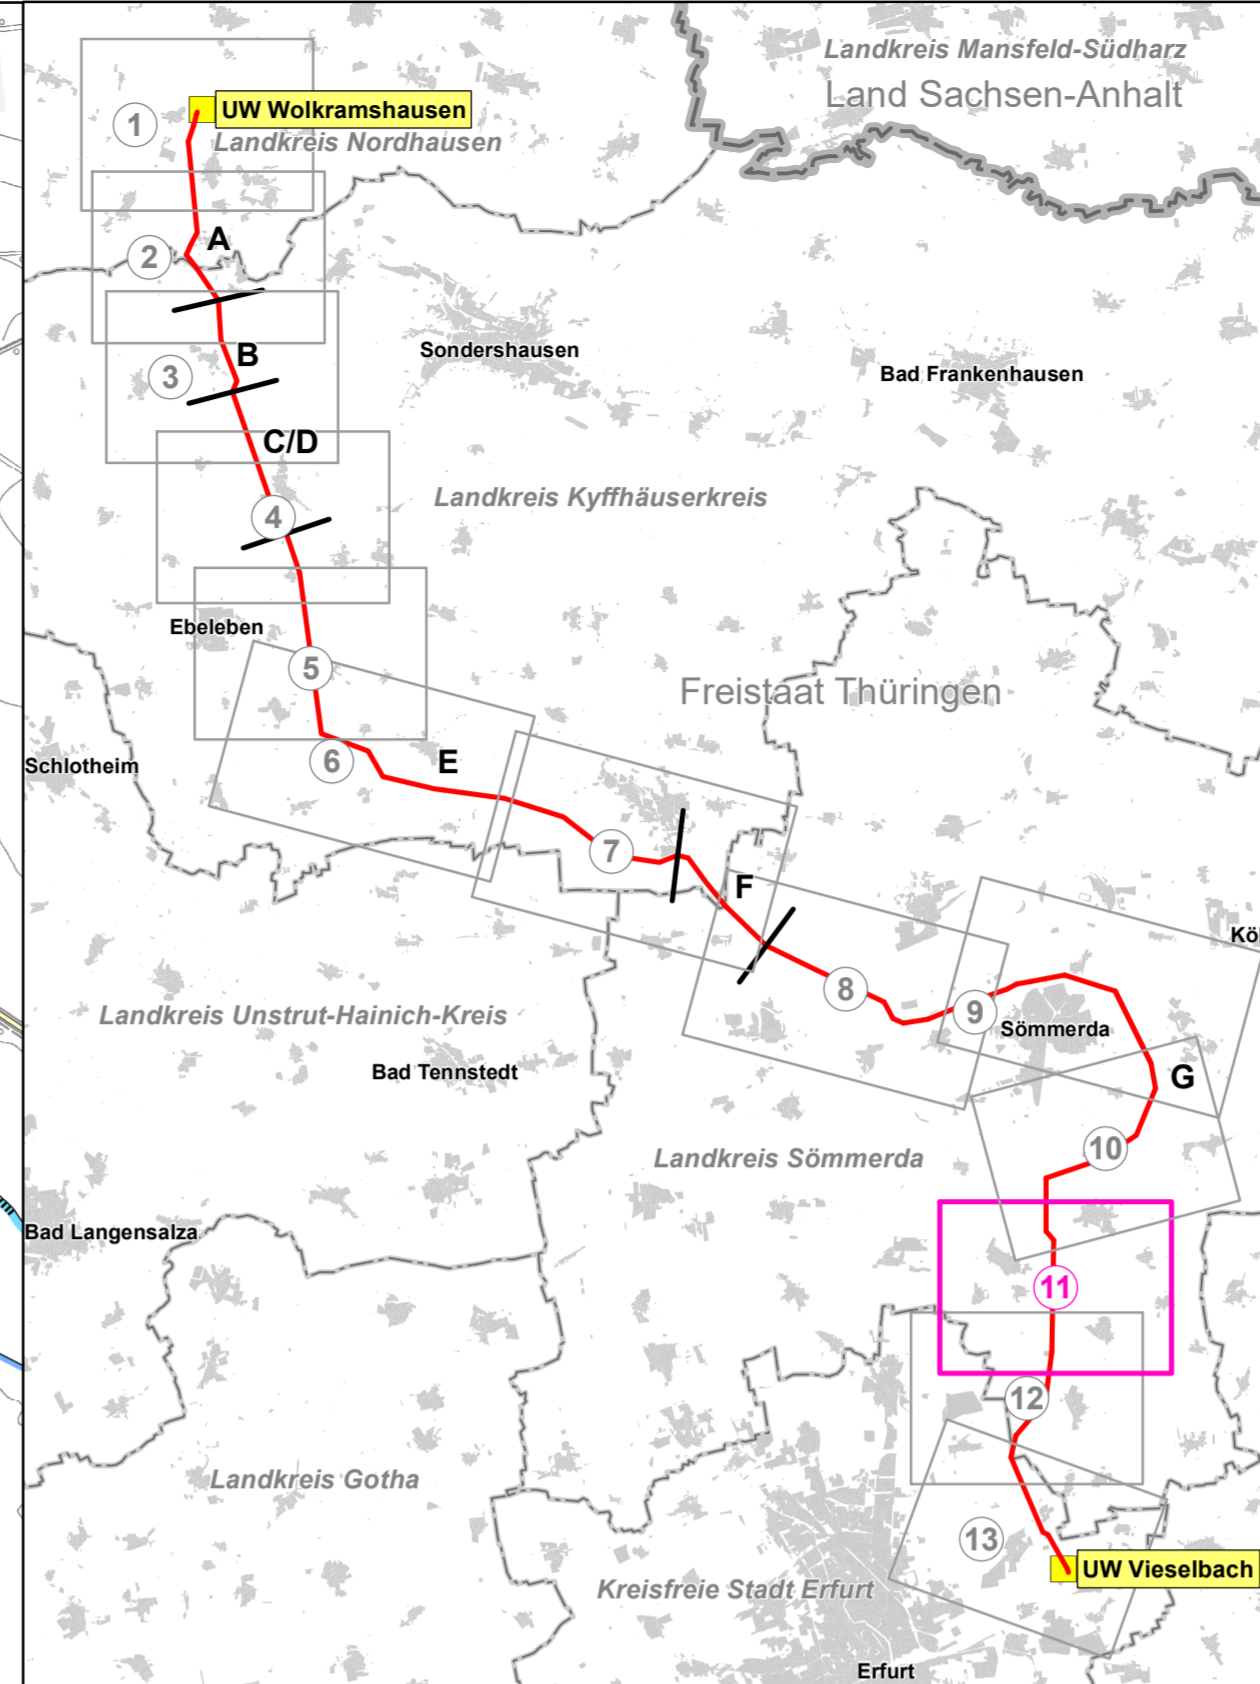 Landkreis Mansfeld-Südharz
Land Sachsen-Anhalt
UW Wolkramshausen
1
Landkreis Nordhausen
A
2
Sondershausen
B
3
Bad Frankenhausen
C/D
Landkreis Kyffhäuserkreis
4
Ebeleben
5
Freistaat Thüringen
6
E
Schlotheim
7
F
Kö
8
9
Landkreis Unstrut-Hainich-Kreis
Sömmerda
Bad Tennstedt
G
10
Landkreis Sömmerda
Bad Langensalza
11
12
Landkreis Gotha
13
UW Vieselbach
Kreisfreie Stadt Erfurt
Erfurt